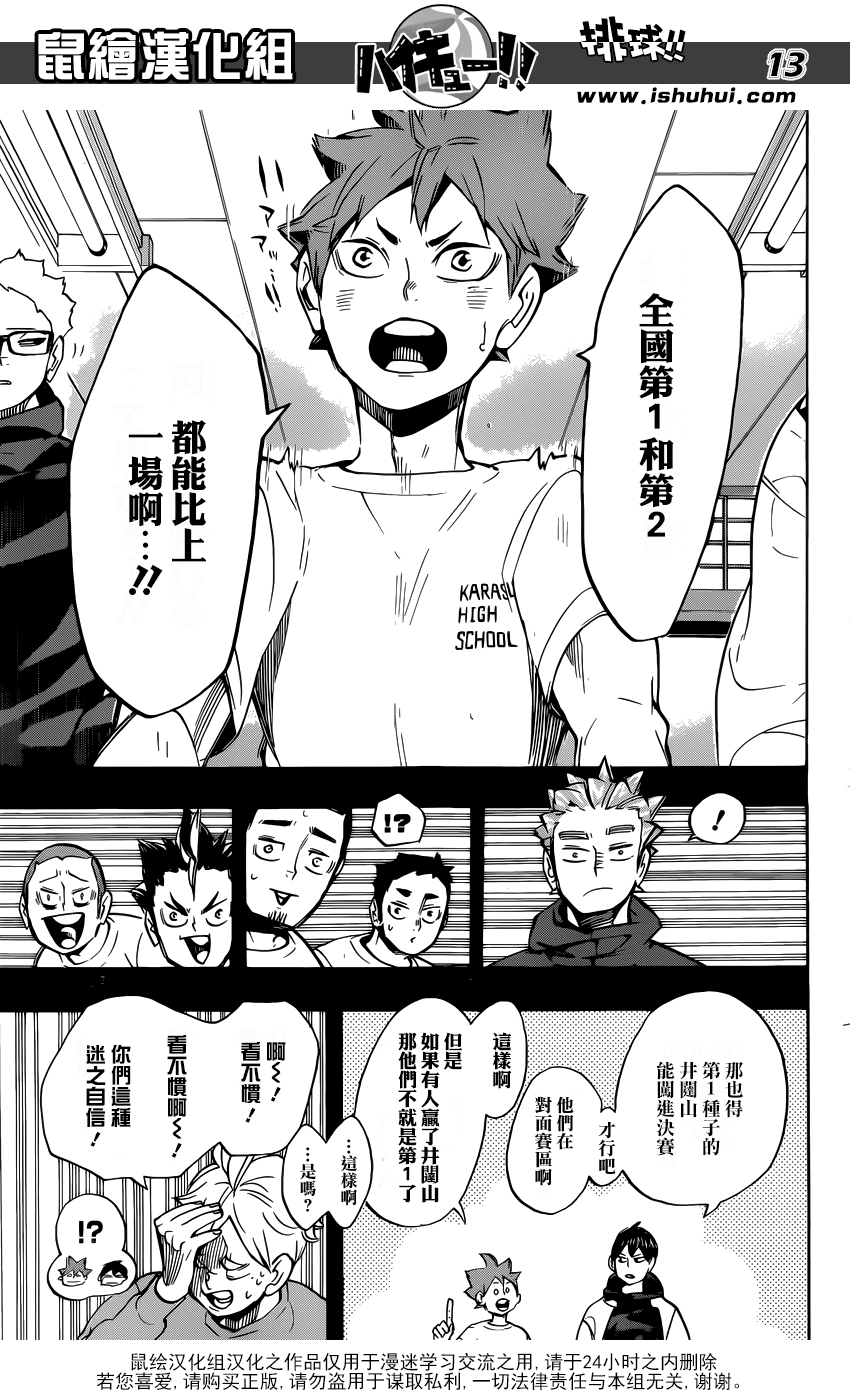 鼠繪漢化組
ハイキュー!!
排球!!
13
www.ishuhui.com
全國第1和第2
都能比上
一場啊…!!
KARASU
HIGH
SCHOOL
!
!?
那也得
第1種子的
井闥山
能闖進決賽
才行吧
他們在
對面賽區啊
這樣啊
但是
如果有人贏了井闥山
那他們不就是第1了
…這樣啊
…是嗎?
啊～!
看不慣!
看不慣啊～!
你們這種
迷之自信!
!?
鼠绘汉化组汉化之作品仅用于漫迷学习交流之用, 请于24小时之内删除
若您喜爱, 请购买正版, 请勿盗用于谋取私利, 一切法律责任与本组无关, 谢谢。